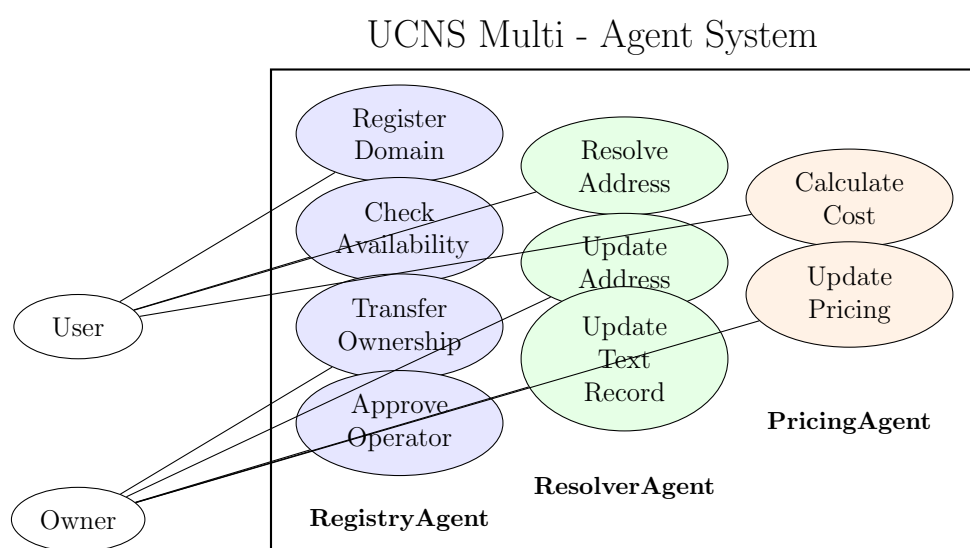 UCNS Multi - Agent System
Register
Domain
Check
Availability
Transfer
Ownership
Approve
Operator
RegistryAgent
Resolve
Address
Update
Address
Update
Text
Record
ResolverAgent
Calculate
Cost
Update
Pricing
PricingAgent
User
Owner